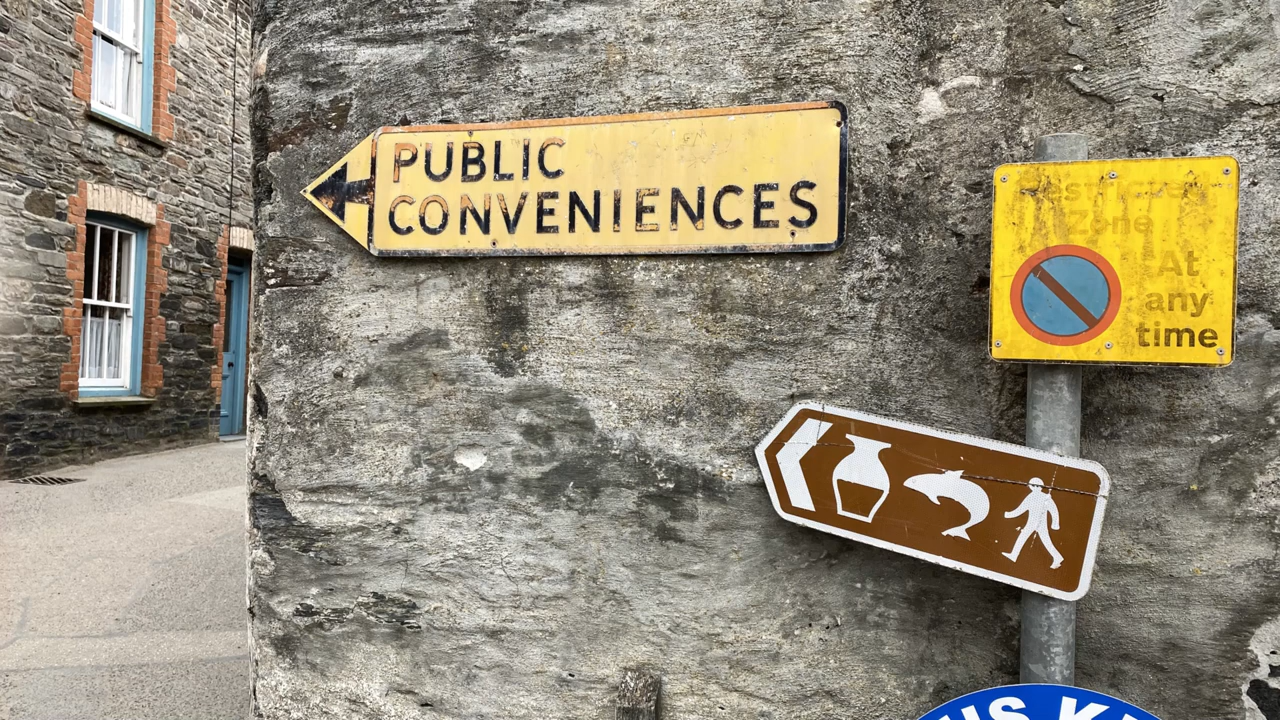 PUBLIC
CONVENIENCES
Restricted
Zone
At
any
time